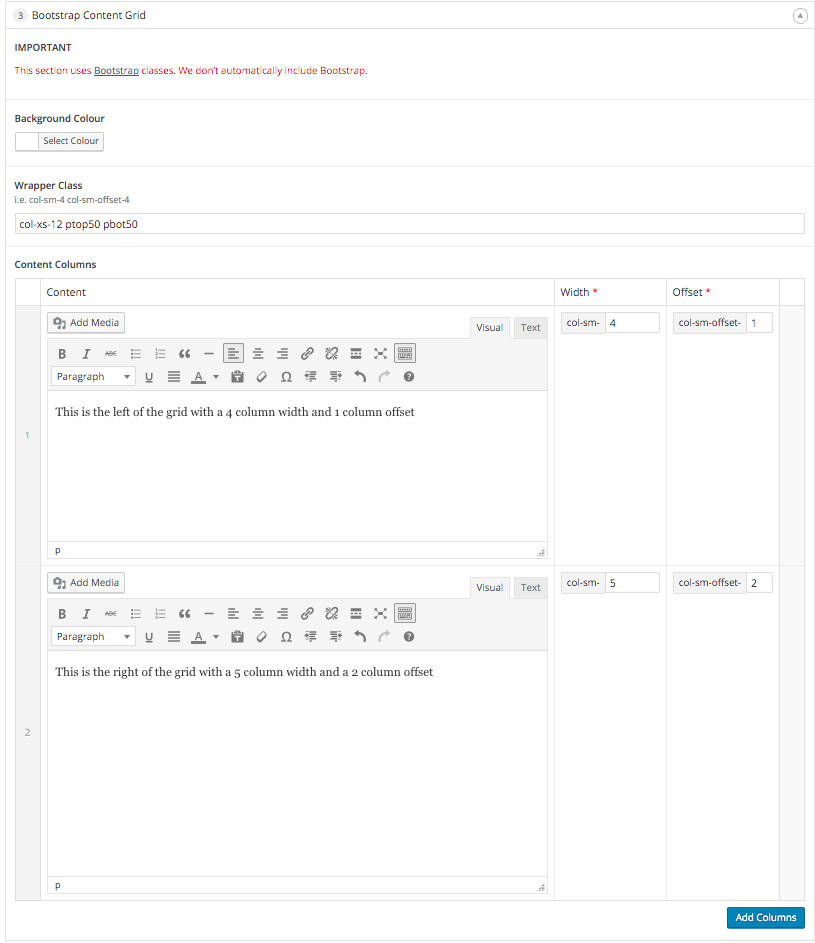 3 Bootstrap Content Grid
IMPORTANT
This section uses Bootstrap classes. We don't automatically include Bootstrap.
Background Colour
Select Colour
Wrapper Class
i.e. col-sm-4 col-sm-offset-4
col-xs-12 ptop50 pbot50
Content Columns
Content Width * Offset *
Add Media Visual Text col-sm- 4 col-sm-offset- 1
B I ABC
Paragraph U A Ω ?
This is the left of the grid with a 4 column width and 1 column offset
1
p
Add Media Visual Text col-sm- 5 col-sm-offset- 2
B I ABC
Paragraph U A Ω ?
This is the right of the grid with a 5 column width and a 2 column offset
2
p
Add Columns